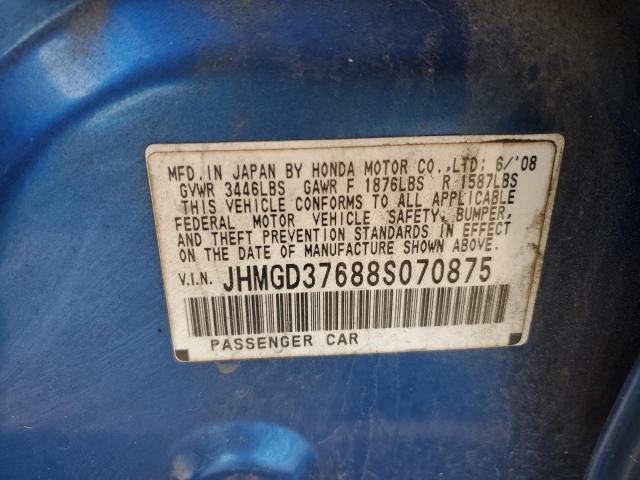 MFD. IN JAPAN BY HONDA MOTOR CO.,LTD: 6/'08
GVWR 3446LBS GAWR F 1876LBS R 1587LBS
THIS VEHICLE CONFORMS TO ALL APPLICABLE
FEDERAL MOTOR VEHICLE SAFETY, BUMPER,
AND THEFT PREVENTION STANDARDS IN EFFECT
ON THE DATE OF MANUFACTURE SHOWN ABOVE.
V.I.N. JHMGD37688S070875
PASSENGER CAR